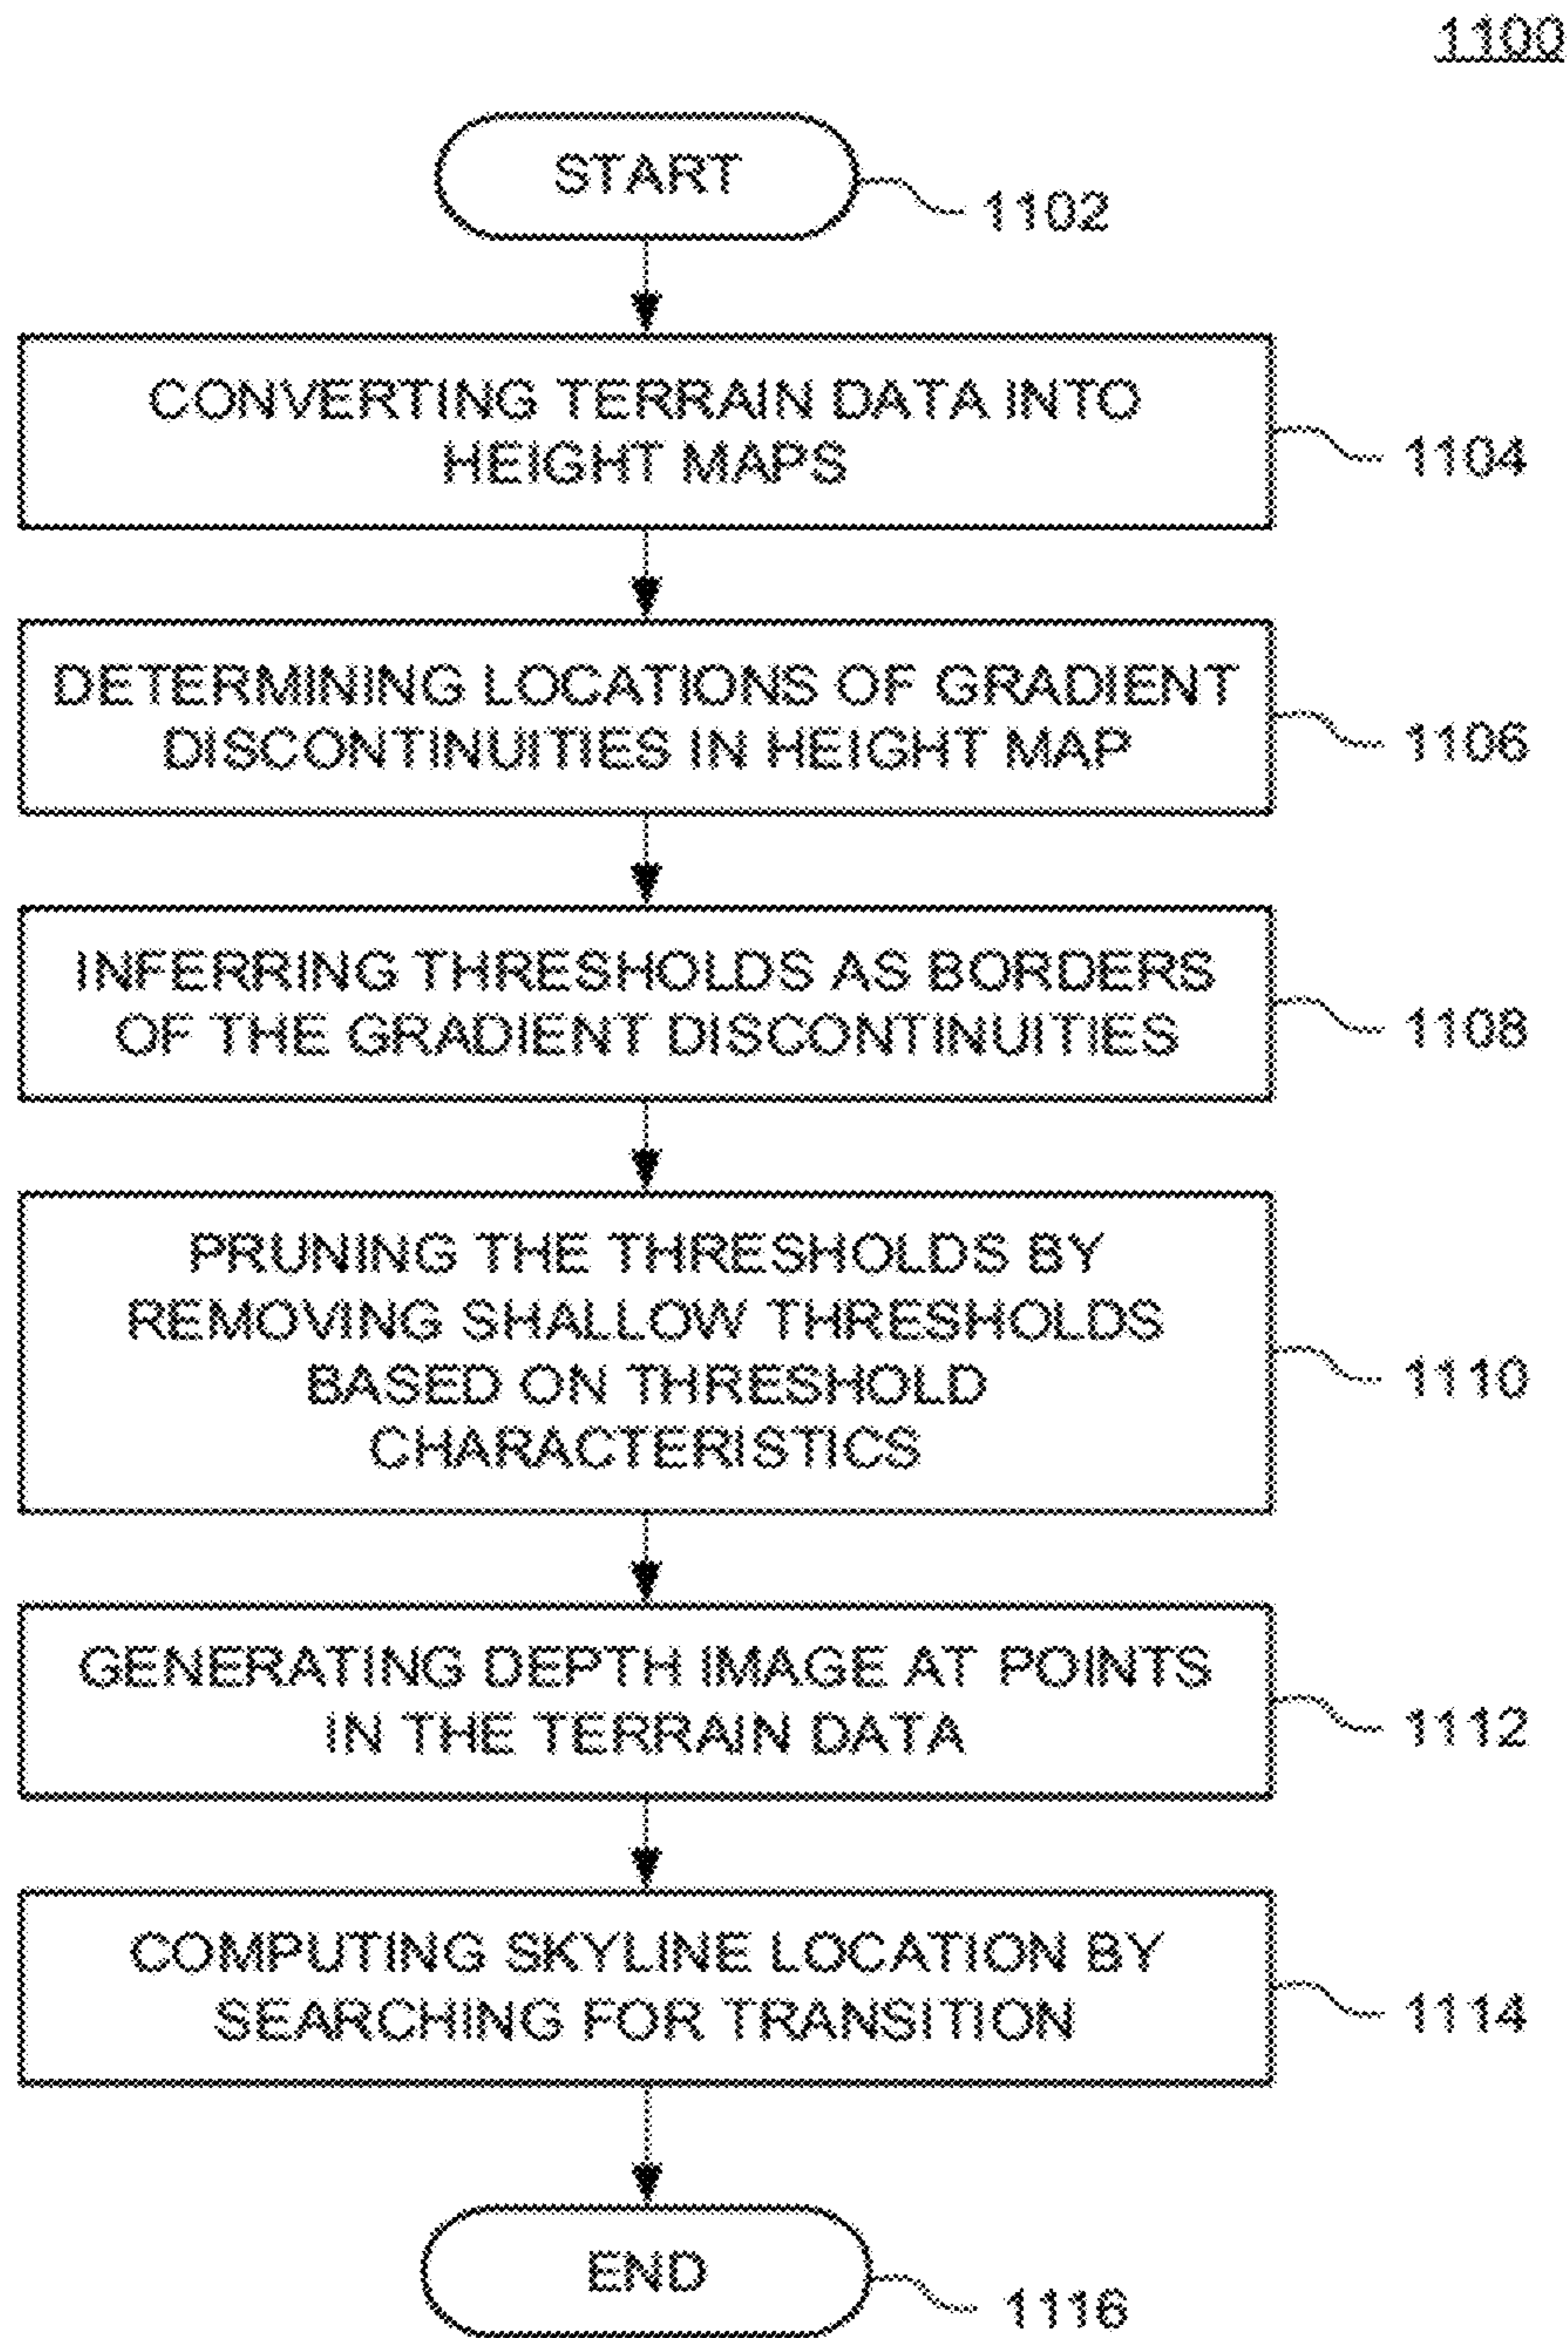 1100
START
1102
CONVERTING TERRAIN DATA INTO
HEIGHT MAPS
1104
DETERMINING LOCATIONS OF GRADIENT
DISCONTINUITIES IN HEIGHT MAP
1106
INFERRING THRESHOLDS AS BORDERS
OF THE GRADIENT DISCONTINUITIES
1108
PRUNING THE THRESHOLDS BY
REMOVING SHALLOW THRESHOLDS
BASED ON THRESHOLD
CHARACTERISTICS
1110
GENERATING DEPTH IMAGE AT POINTS
IN THE TERRAIN DATA
1112
COMPUTING SKYLINE LOCATION BY
SEARCHING FOR TRANSITION
1114
END
1116